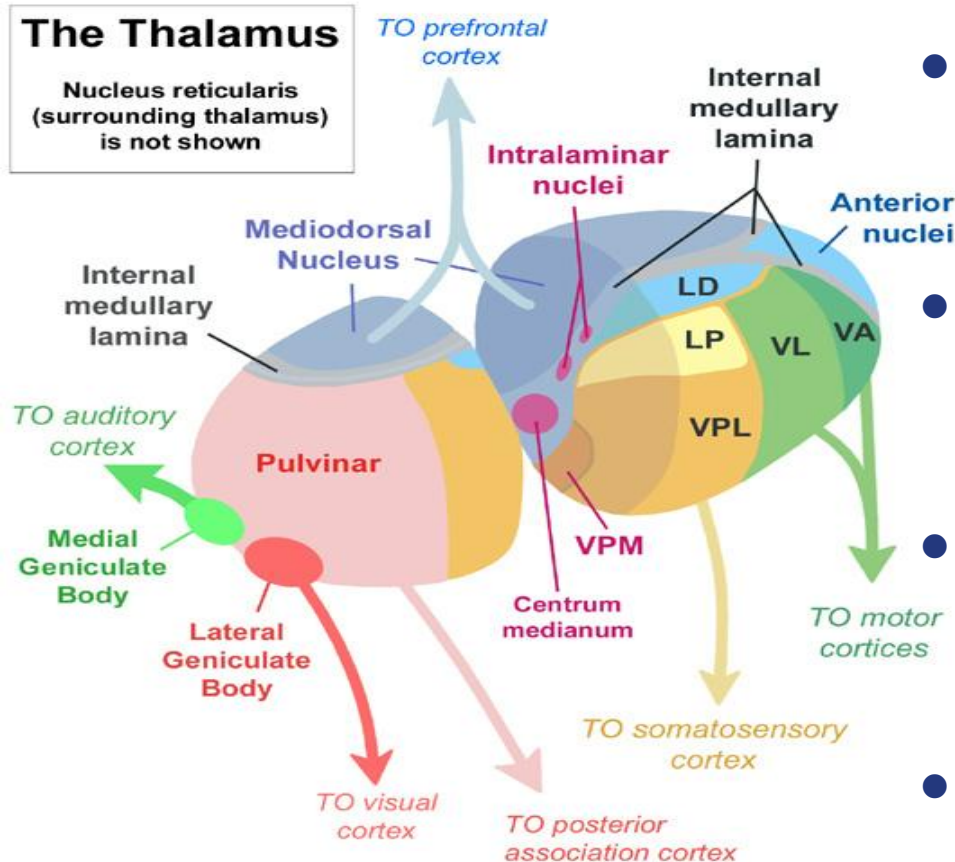 The Thalamus
Nucleus reticularis
(surrounding thalamus)
is not shown
TO prefrontal
cortex
Internal
medullary
lamina
Intralaminar
nuclei
Anterior
nuclei
Mediodorsal
Nucleus
Internal
medullary
lamina
LD
LP
VL
VA
VPL
TO auditory
cortex
Pulvinar
Medial
Geniculate
Body
VPM
Centrum
medianum
Lateral
Geniculate
Body
TO motor
cortices
TO somatosensory
cortex
TO visual
cortex
TO posterior
association cortex